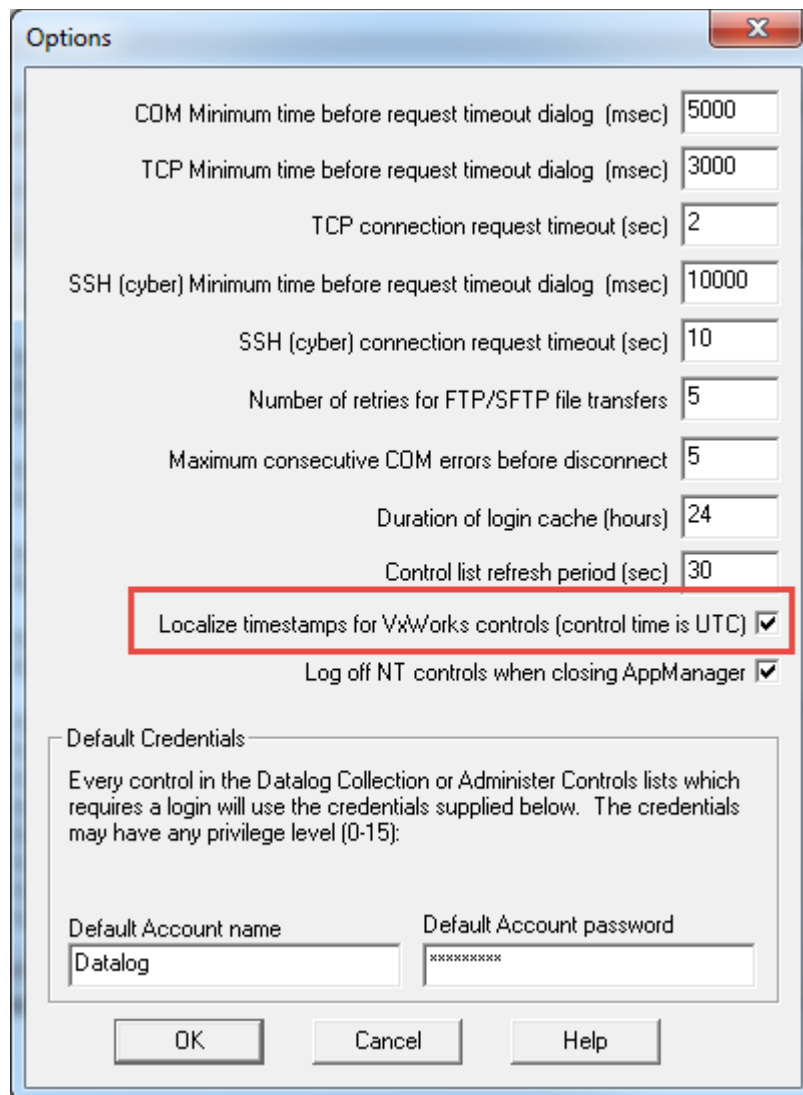 Options
COM Minimum time before request timeout dialog (msec) 5000
TCP Minimum time before request timeout dialog (msec) 3000
TCP connection request timeout (sec) 2
SSH (cyber) Minimum time before request timeout dialog (msec) 10000
SSH (cyber) connection request timeout (sec) 10
Number of retries for FTP/SFTP file transfers 5
Maximum consecutive COM errors before disconnect 5
Duration of login cache (hours) 24
Control list refresh period (sec) 30
Localize timestamps for VxWorks controls (control time is UTC)
Log off NT controls when closing AppManager
Default Credentials
Every control in the Datalog Collection or Administer Controls lists which
requires a login will use the credentials supplied below. The credentials
may have any privilege level (0-15):
Default Account name Default Account password
Datalog *********
OK Cancel Help